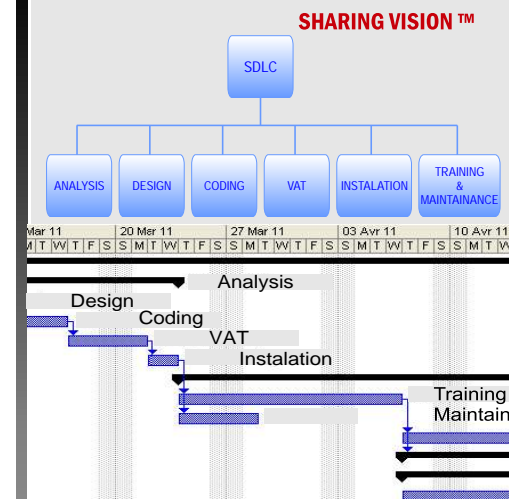 SHARING VISION ™
SDLC
ANALYSIS
DESIGN
CODING
VAT
INSTALATION
TRAINING
&
MAINTAINANCE
Mar 11 20 Mar 11 27 Mar 11 03 Avr 11 10 Avr 11
M T W T F S S M T W T F S S M T W T F S S M T W T F S S M T W
Analysis
Design
Coding
VAT
Instalation
Training
Maintain